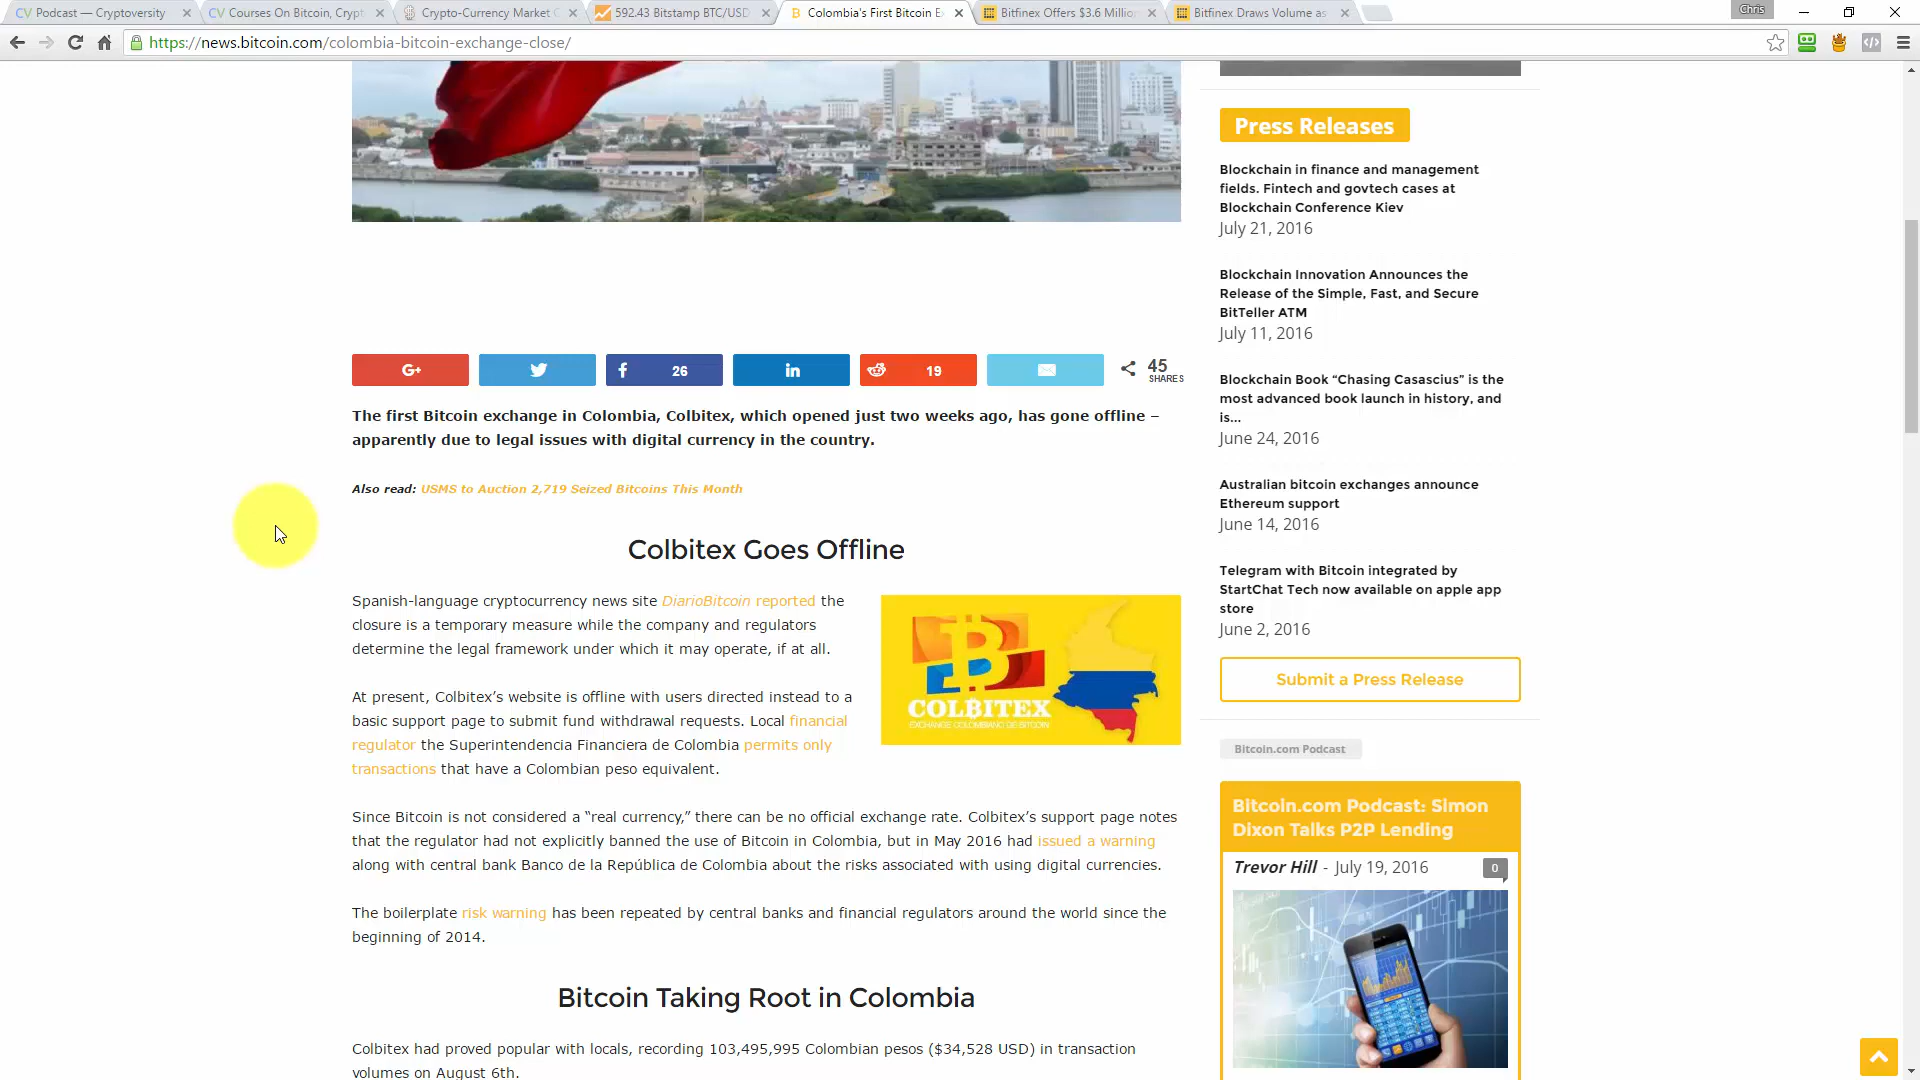 CV Podcast — Cryptoversity
CV Courses On Bitcoin, Crypt
Crypto-Currency Market C
592.43 Bitstamp BTC/USD
Colombia's First Bitcoin E
Bitfinex Offers $3.6 Million
Bitfinex Draws Volume as
Chris
https://news.bitcoin.com/colombia-bitcoin-exchange-close/
G+
26
in
19
45
SHARES
The first Bitcoin exchange in Colombia, Colbitex, which opened just two weeks ago, has gone offline –
apparently due to legal issues with digital currency in the country.
Also read: USMS to Auction 2,719 Seized Bitcoins This Month
Colbitex Goes Offline
Spanish-language cryptocurrency news site DiarioBitcoin reported the
closure is a temporary measure while the company and regulators
determine the legal framework under which it may operate, if at all.
At present, Colbitex’s website is offline with users directed instead to a
basic support page to submit fund withdrawal requests. Local financial
regulator the Superintendencia Financiera de Colombia permits only
transactions that have a Colombian peso equivalent.
COLBITEX
EXCHANGE COLOMBIANO DE BITCOIN
Since Bitcoin is not considered a “real currency,” there can be no official exchange rate. Colbitex’s support page notes
that the regulator had not explicitly banned the use of Bitcoin in Colombia, but in May 2016 had issued a warning
along with central bank Banco de la República de Colombia about the risks associated with using digital currencies.
The boilerplate risk warning has been repeated by central banks and financial regulators around the world since the
beginning of 2014.
Bitcoin Taking Root in Colombia
Colbitex had proved popular with locals, recording 103,495,995 Colombian pesos ($34,528 USD) in transaction
volumes on August 6th.
Press Releases
Blockchain in finance and management
fields. Fintech and govtech cases at
Blockchain Conference Kiev
July 21, 2016
Blockchain Innovation Announces the
Release of the Simple, Fast, and Secure
BitTeller ATM
July 11, 2016
Blockchain Book “Chasing Casascius” is the
most advanced book launch in history, and
is...
June 24, 2016
Australian bitcoin exchanges announce
Ethereum support
June 14, 2016
Telegram with Bitcoin integrated by
StartChat Tech now available on apple app
store
June 2, 2016
Submit a Press Release
Bitcoin.com Podcast
Bitcoin.com Podcast: Simon
Dixon Talks P2P Lending
Trevor Hill - July 19, 2016
0